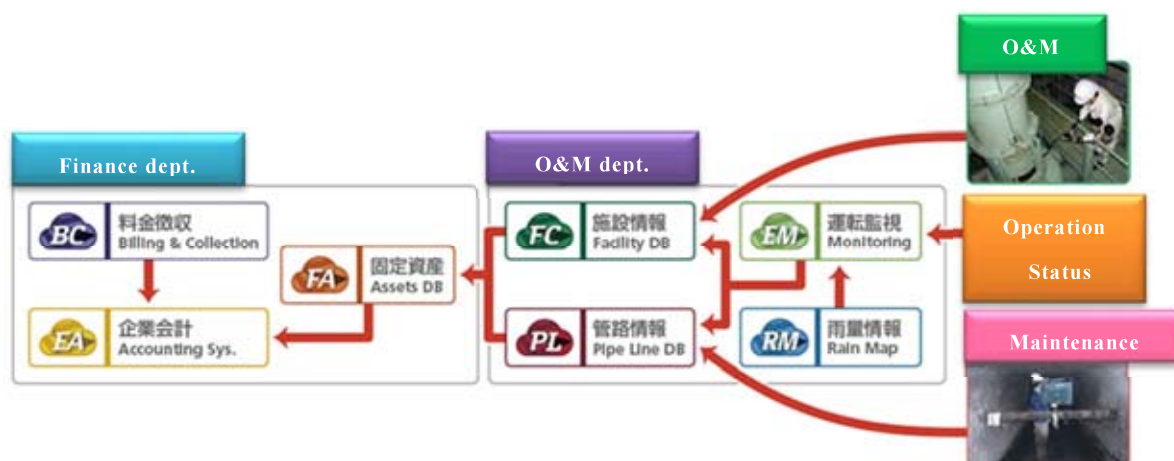 O&M
Finance dept.
O&M dept.
BC
料金徴収
Billing & Collection
FA
固定資産
Assets DB
EA
企業会計
Accounting Sys.
FC
施設情報
Facility DB
EM
運転監視
Monitoring
PL
管路情報
Pipe Line DB
RM
雨量情報
Rain Map
Operation
Status
Maintenance